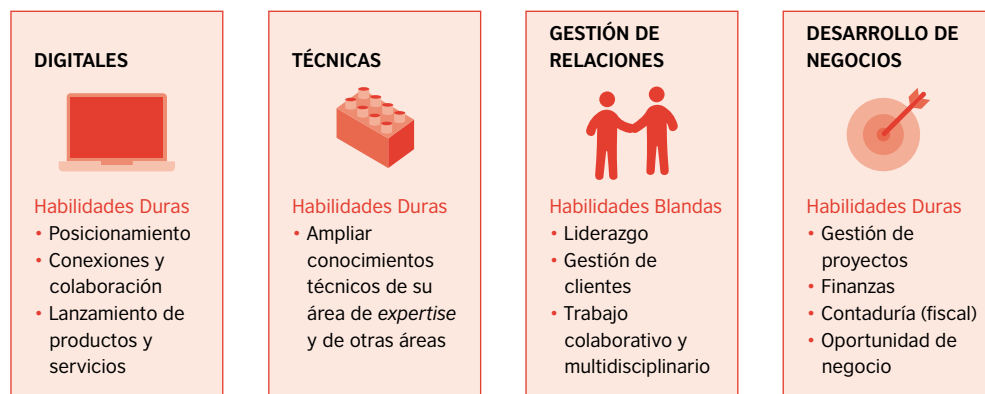 DIGITALES
Habilidades Duras
• Posicionamiento
• Conexiones y
colaboración
• Lanzamiento de
productos y
servicios
TÉCNICAS
Habilidades Duras
• Ampliar
conocimientos
técnicos de su
área de expertise
y de otras áreas
GESTIÓN DE
RELACIONES
Habilidades Blandas
• Liderazgo
• Gestión de
clientes
• Trabajo
colaborativo y
multidisciplinario
DESARROLLO DE
NEGOCIOS
Habilidades Duras
• Gestión de
proyectos
• Finanzas
• Contaduría (fiscal)
• Oportunidad de
negocio